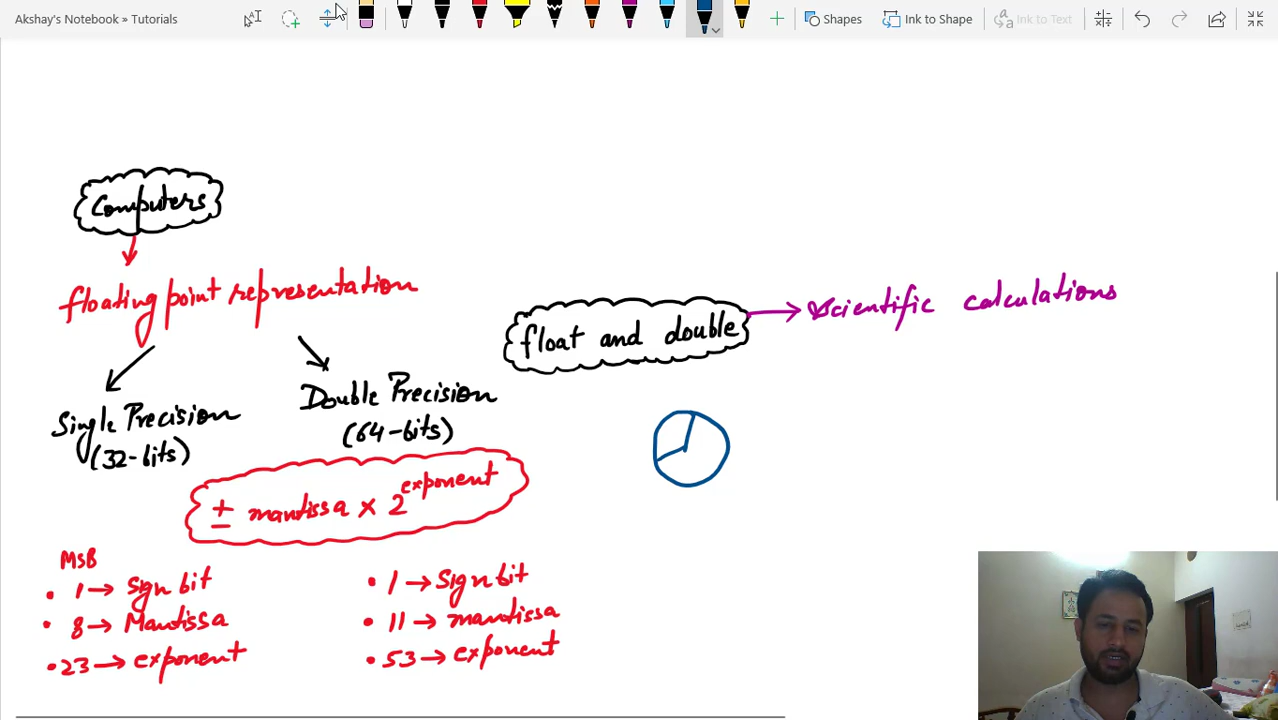 Akshay's Notebook » Tutorials
Shapes
Ink to Shape
Ink to Text
Computers
floating point representation
Single Precision
(32-bits)
Double Precision
(64-bits)
± mantissa × 2^exponent
MSB
• 1 → Sign bit
• 8 → Mantissa
• 23 → exponent
• 1 → Sign bit
• 11 → mantissa
• 53 → exponent
float and double → scientific calculations